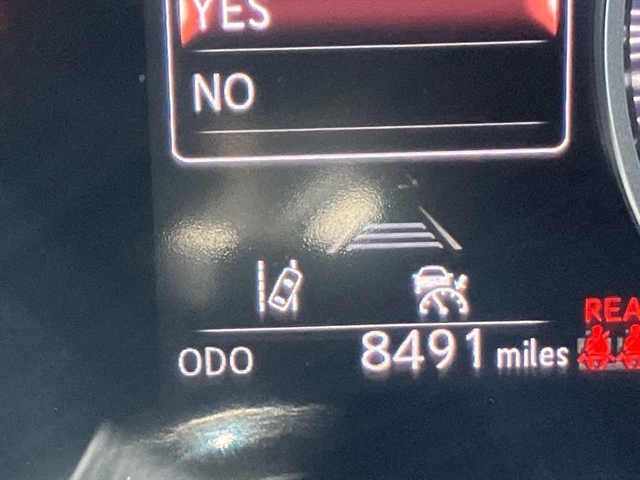 YES
NO
ODO 8491 miles
REA